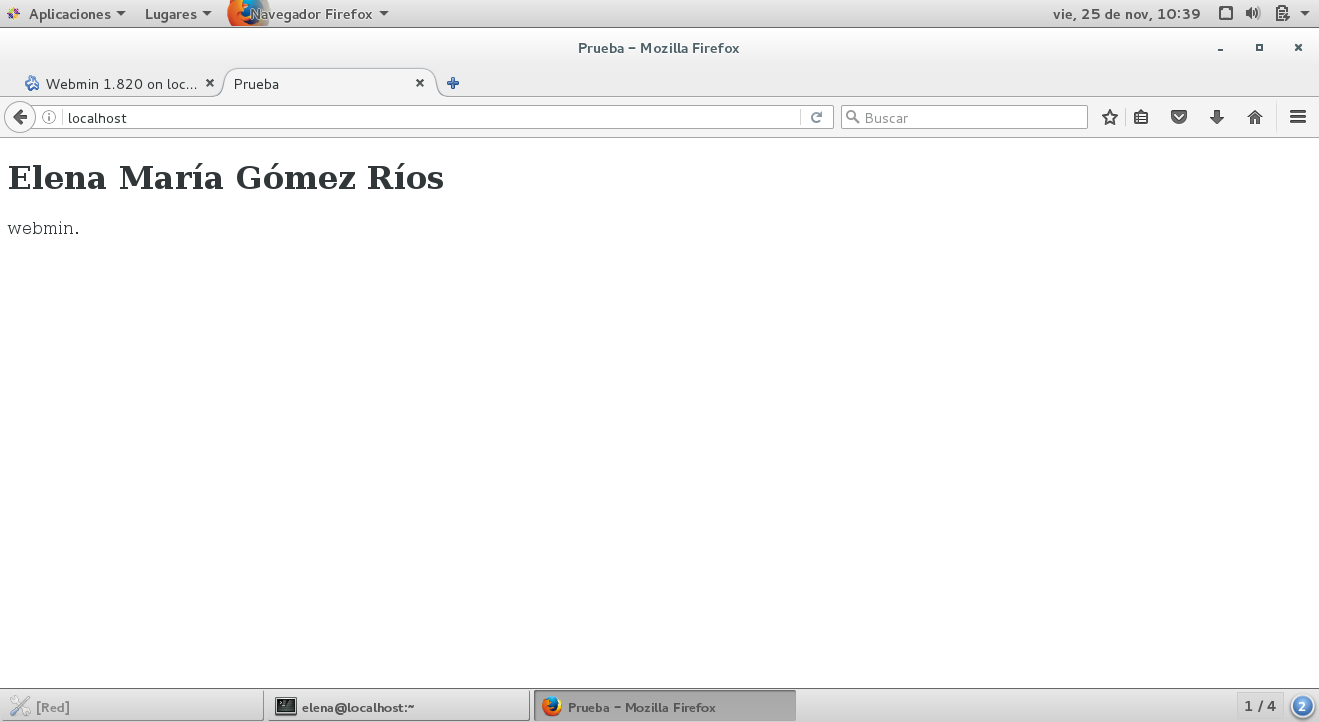 Aplicaciones Lugares Navegador Firefox vie, 25 de nov, 10:39
Prueba - Mozilla Firefox
Webmin 1.820 on loc... Prueba
localhost Buscar
Elena María Gómez Ríos
webmin.
[Red] elena@localhost:~ Prueba - Mozilla Firefox 1 / 4 2